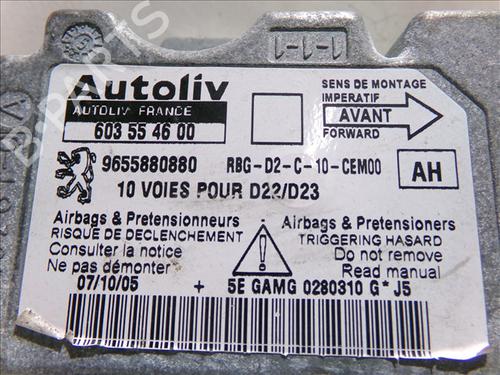 1-1-1
Autoliv
AUTOLIV FRANCE
603 55 46 00
SENS DE MONTAGE
IMPERATIF
AVANT
FORWARD
9655880880 RBG-D2-C-10-CEM00
AH
10 VOIES POUR D22/D23
Airbags & Pretensionneurs
RISQUE DE DECLENCHEMENT
Consulter la notice
Ne pas démonter
Airbags & Pretensioners
TRIGGERING HASARD
Do not remove
Read manual
07/10/05 + 5E GAMG 0280310 G* J5